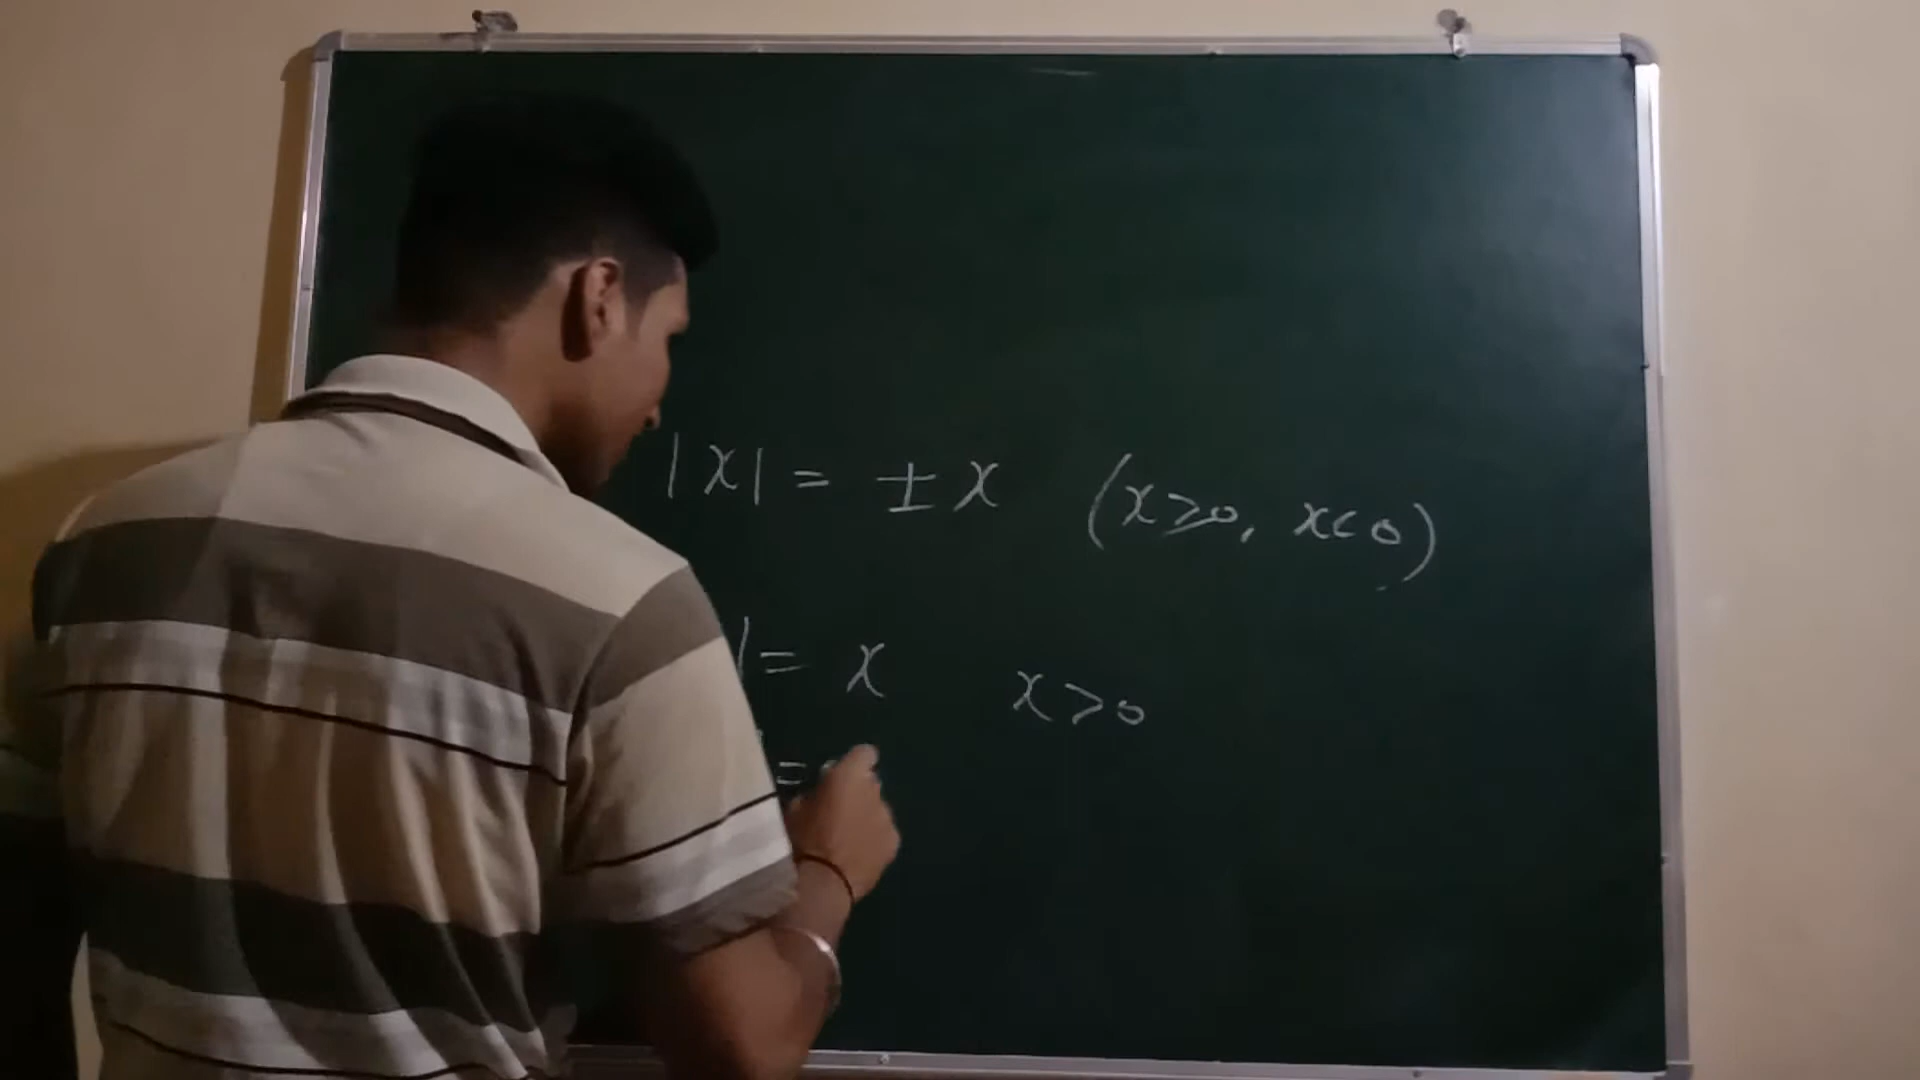 |x| = ± x (x ≥ 0, x < 0)
| = x x > 0
| =